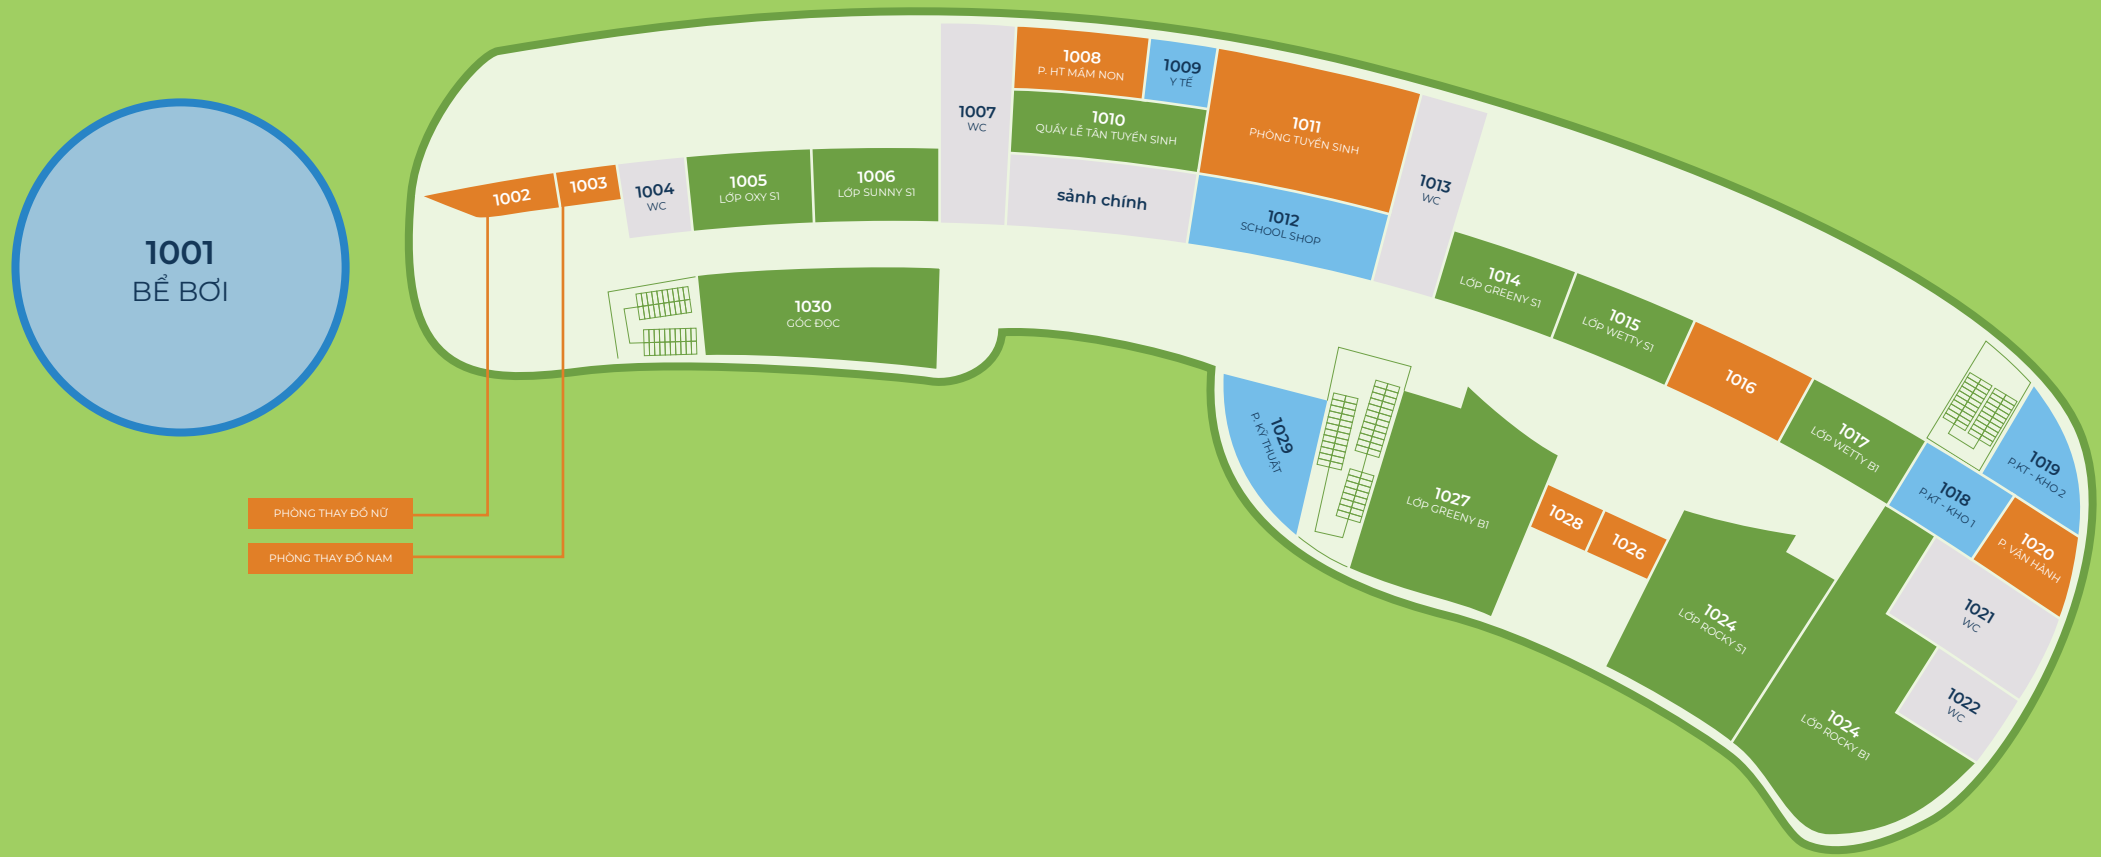 1001
BỂ BƠI
1002
1003
1004
WC
1005
LỚP OXY S1
1006
LỚP SUNNY S1
1007
WC
1008
P. HT MẦM NON
1009
Y TẾ
1010
QUẦY LỄ TÂN TUYỂN SINH
sảnh chính
1011
PHÒNG TUYỂN SINH
1012
SCHOOL SHOP
1013
WC
1014
LỚP GREENY S1
1015
LỚP WETTY S1
1016
1017
LỚP WETTY B1
1018
P.KT - KHO 1
1019
P.KT - KHO 2
1020
P. VẬN HÀNH
1021
WC
1022
WC
1024
LỚP ROCKY B1
1024
LỚP ROCKY S1
1026
1028
1027
LỚP GREENY B1
1029
P. KỸ THUẬT
1030
GÓC ĐỌC
PHÒNG THAY ĐỒ NỮ
PHÒNG THAY ĐỒ NAM